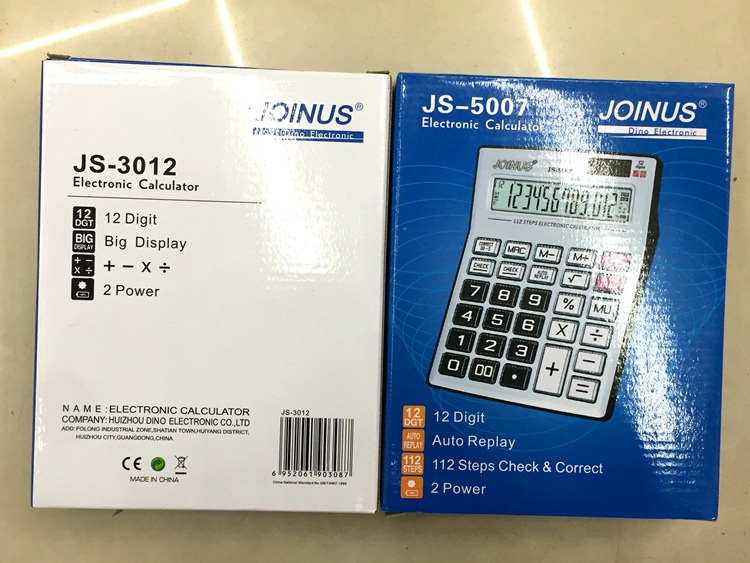 JOINUS®
Dino Electronic
JS-3012
Electronic Calculator
12 DGT 12 Digit
BIG DISPLAY Big Display
+ − × ÷ + − × ÷
2 Power
NAME:ELECTRONIC CALCULATOR
COMPANY: HUIZHOU DINO ELECTRONIC CO.,LTD
ADD: FOLONG INDUSTRIAL ZONE,SHATIAN TOWN,HUIYANG DISTRICT,
HUIZHOU CITY,GUANGDONG,CHINA
CE
MADE IN CHINA
JS-3012
6 952061 903087
JS-5007
Electronic Calculator
JOINUS®
Dino Electronic
JOINUS®
12 digits
123456789012
112 STEPS ELECTRONIC CALCULATOR
CORRECT MRC M− M+
CHECK CHECK AUTO REPLAY √
7 8 9 % MU
4 5 6 X ÷
1 2 3 + −
0 00 • =
12 DGT 12 Digit
AUTO REPLAY Auto Replay
112 STEPS 112 Steps Check & Correct
2 Power